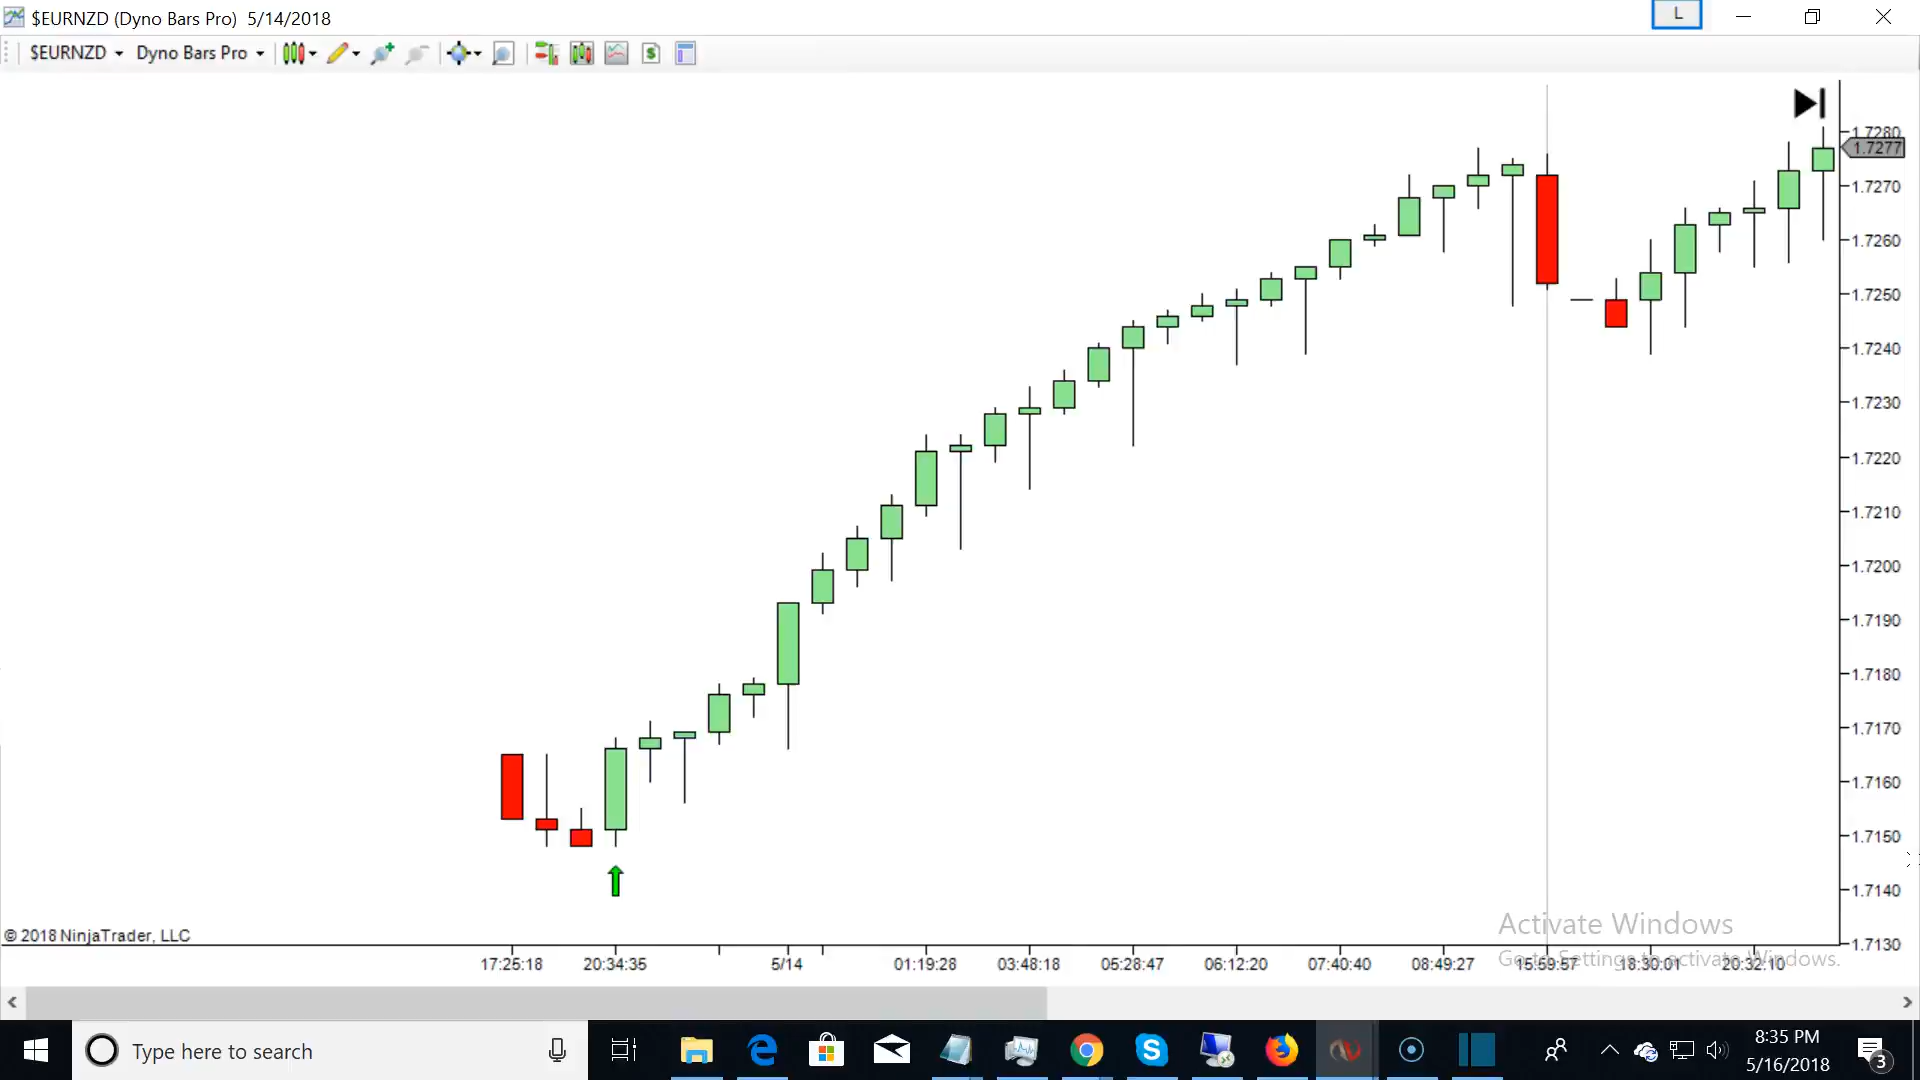 $EURNZD (Dyno Bars Pro)  5/14/2018
L
$EURNZD
Dyno Bars Pro
1.7280
1.7277
1.7270
1.7260
1.7250
1.7240
1.7230
1.7220
1.7210
1.7200
1.7190
1.7180
1.7170
1.7160
1.7150
1.7140
1.7130
Activate Windows
Go to Settings to activate Windows.
© 2018 NinjaTrader, LLC
17:25:18 20:34:35 5/14 01:19:28 03:48:18 05:28:47 06:12:20 07:40:40 08:49:27 15:59:57 18:30:01 20:32:10
Type here to search
8:35 PM
5/16/2018
3